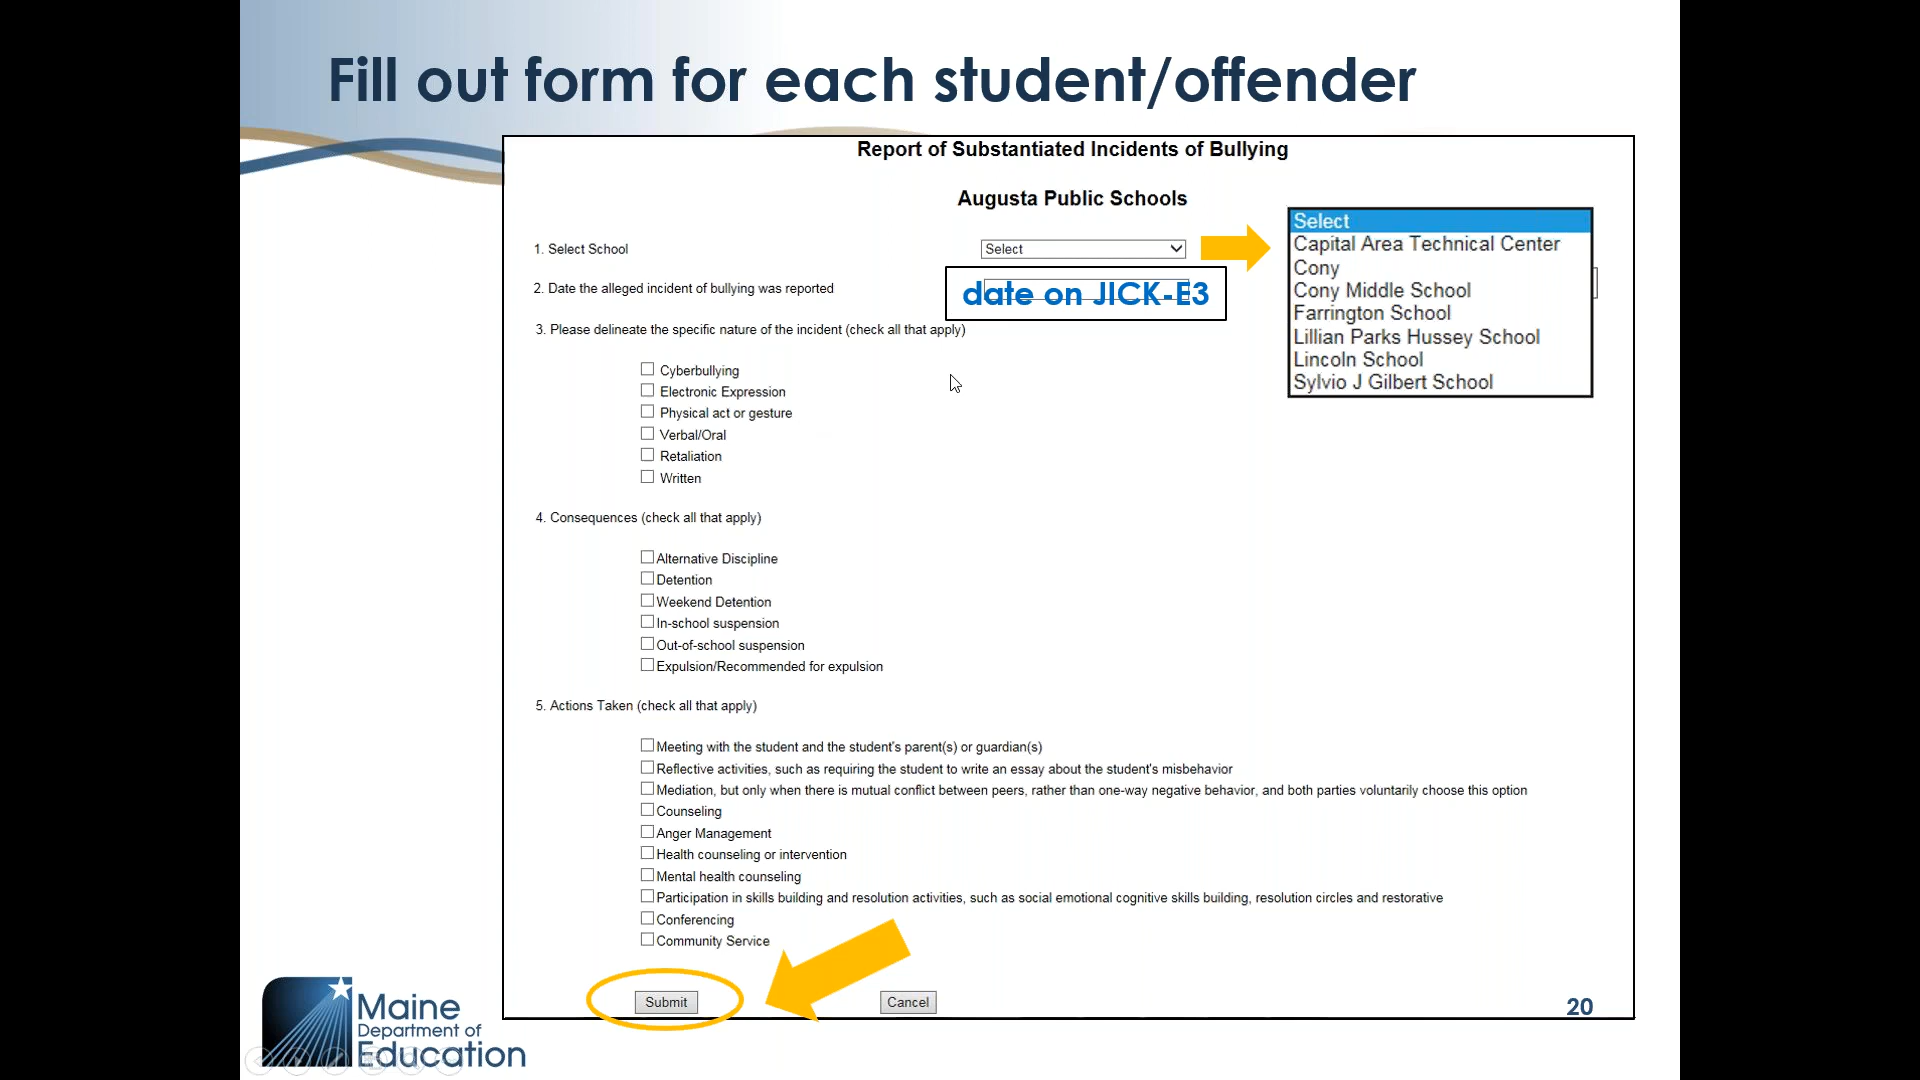 Fill out form for each student/offender
Report of Substantiated Incidents of Bullying
Augusta Public Schools
1. Select School
Select
2. Date the alleged incident of bullying was reported
date on JICK-E3
Select
Capital Area Technical Center
Cony
Cony Middle School
Farrington School
Lillian Parks Hussey School
Lincoln School
Sylvio J Gilbert School
3. Please delineate the specific nature of the incident (check all that apply)
Cyberbullying
Electronic Expression
Physical act or gesture
Verbal/Oral
Retaliation
Written
4. Consequences (check all that apply)
Alternative Discipline
Detention
Weekend Detention
In-school suspension
Out-of-school suspension
Expulsion/Recommended for expulsion
5. Actions Taken (check all that apply)
Meeting with the student and the student's parent(s) or guardian(s)
Reflective activities, such as requiring the student to write an essay about the student's misbehavior
Mediation, but only when there is mutual conflict between peers, rather than one-way negative behavior, and both parties voluntarily choose this option
Counseling
Anger Management
Health counseling or intervention
Mental health counseling
Participation in skills building and resolution activities, such as social emotional cognitive skills building, resolution circles and restorative
Conferencing
Community Service
Submit
Cancel
20
Maine
Department of
Education